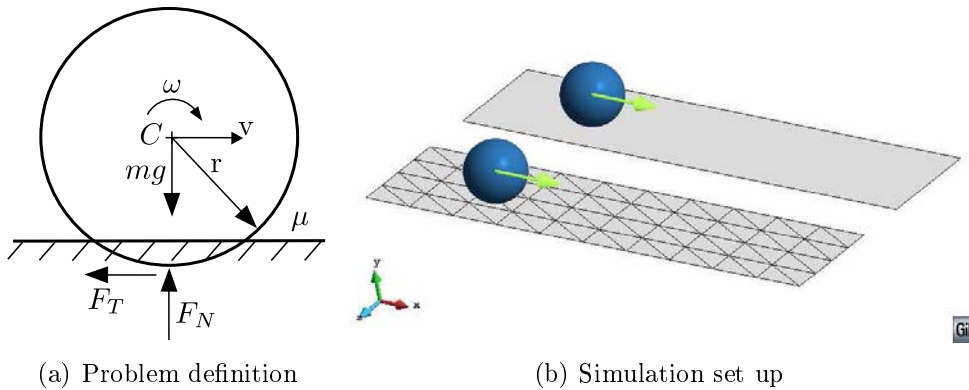 ω
C
v
mg
r
μ
F_T
F_N
(a) Problem definition
y
x
z
Gi
(b) Simulation set up